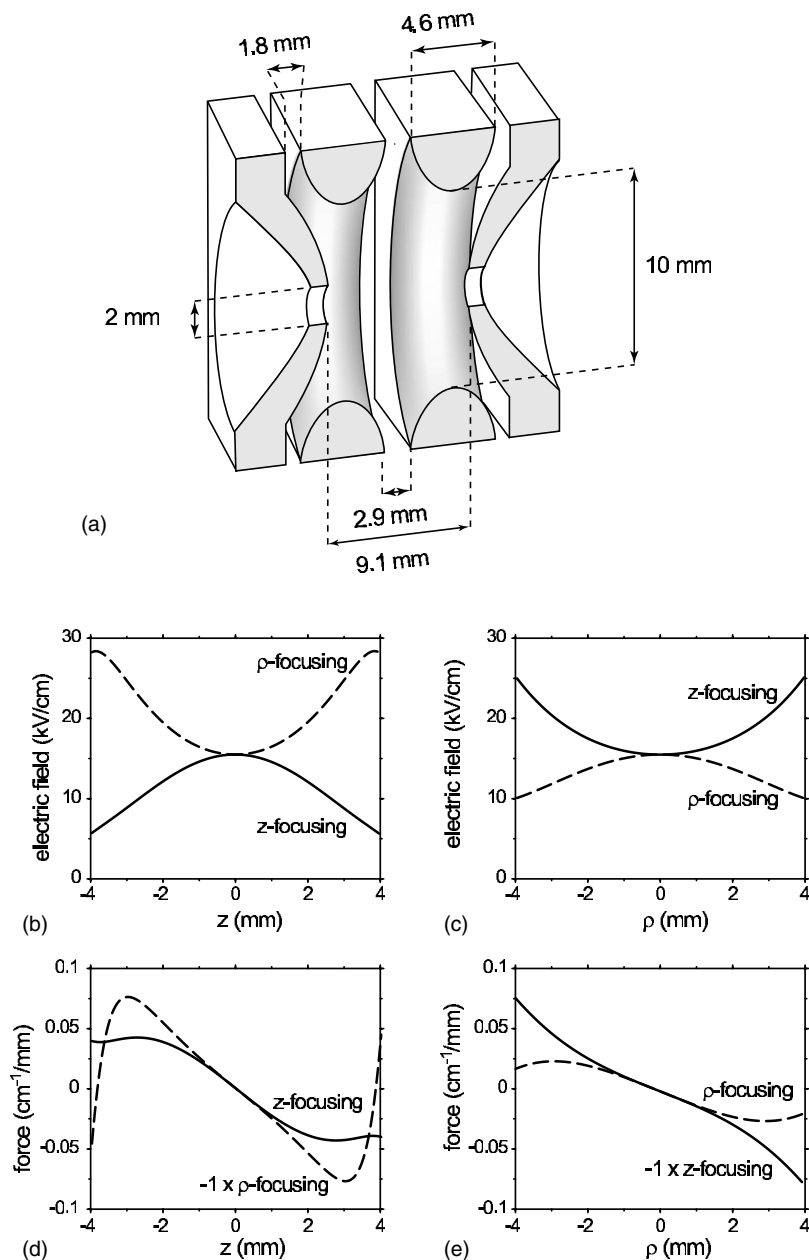 4.6 mm
1.8 mm
10 mm
2 mm
2.9 mm
9.1 mm
(a)
30
20
10
0
electric field (kV/cm)
ρ-focusing
z-focusing
-4 -2 0 2 4
z (mm)
(b)
30
20
10
0
electric field (kV/cm)
z-focusing
ρ-focusing
-4 -2 0 2 4
ρ (mm)
(c)
0.1
0.05
0
-0.05
-0.1
force (cm⁻¹/mm)
z-focusing
-1 x ρ-focusing
-4 -2 0 2 4
z (mm)
(d)
0.1
0.05
0
-0.05
-0.1
force (cm⁻¹/mm)
ρ-focusing
-1 x z-focusing
-4 -2 0 2 4
ρ (mm)
(e)